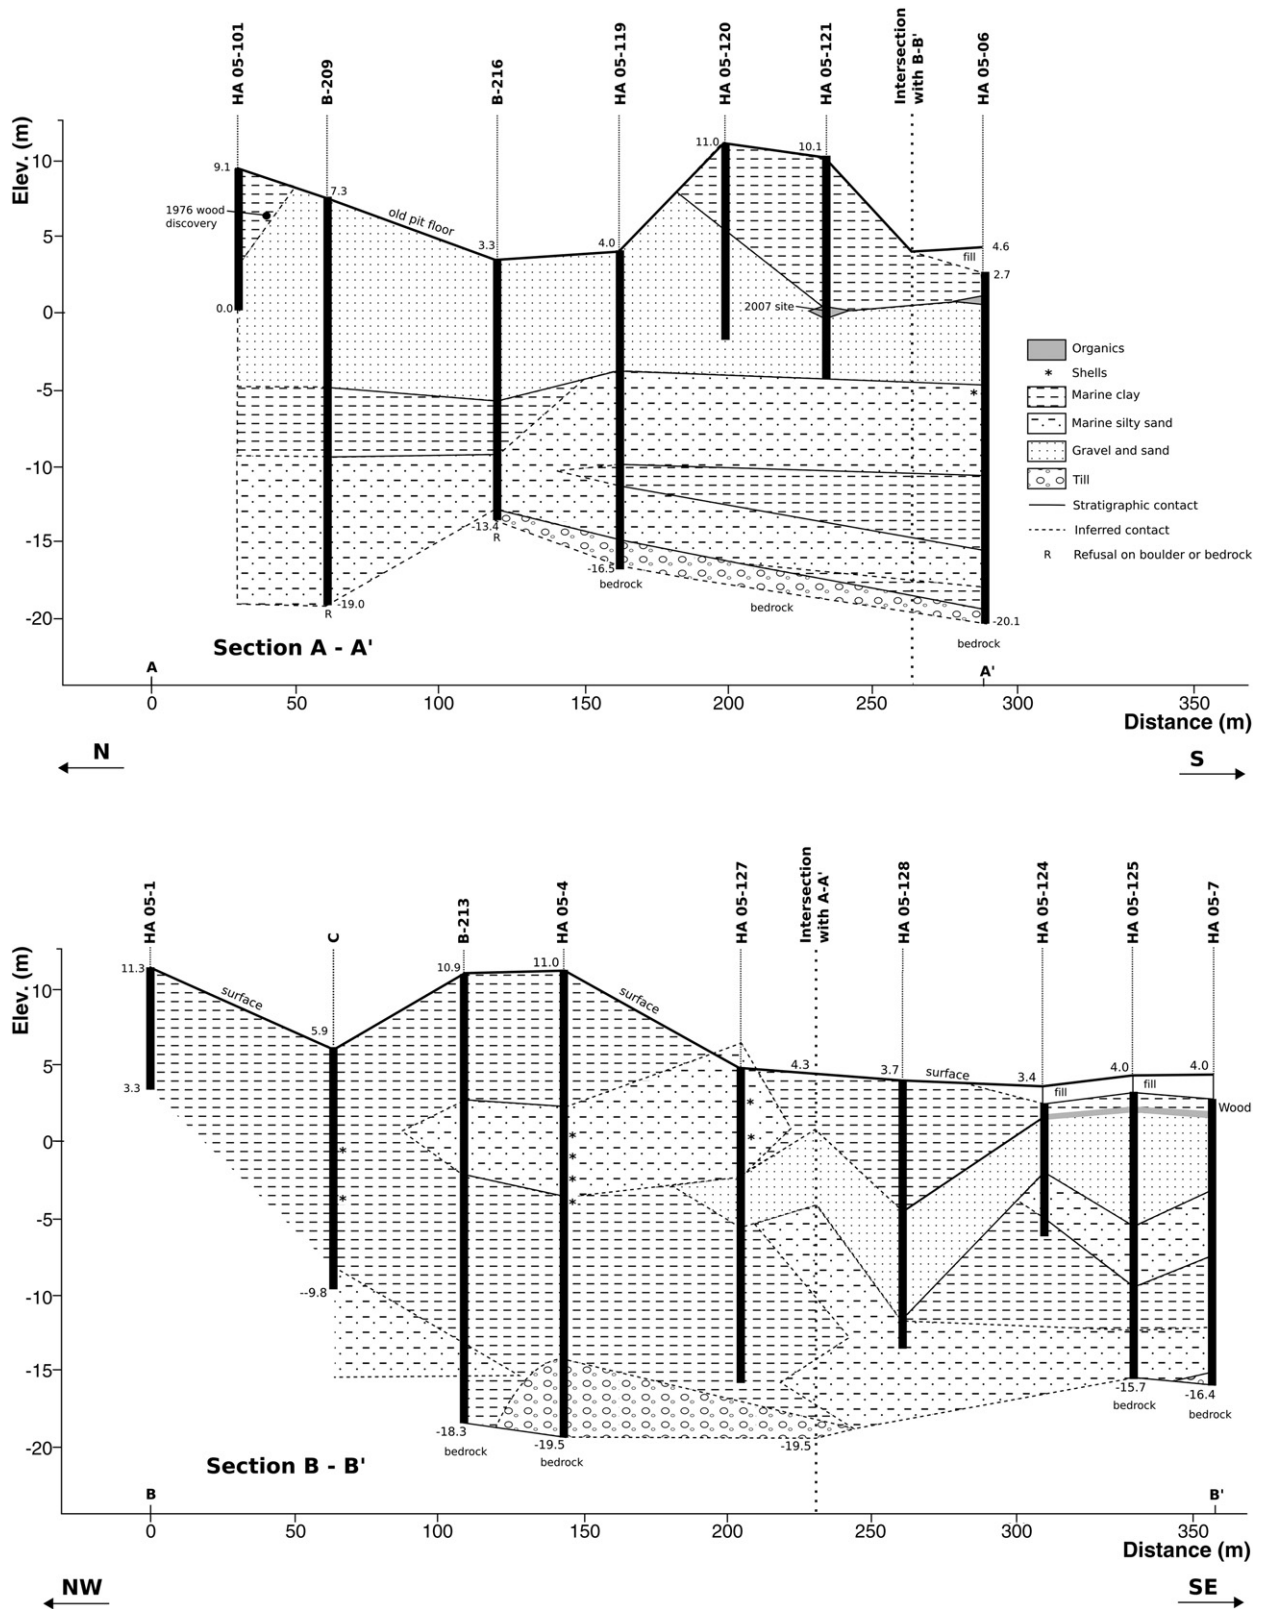 HA 05-101
B-209
B-216
HA 05-119
HA 05-120
HA 05-121
Intersection
with B-B'
HA 05-06
Elev. (m)
10
5
0
-5
-10
-15
-20
9.1
1976 wood
discovery
0.0
7.3
old pit floor
3.3
4.0
11.0
10.1
4.6
fill
2.7
2007 site
*
-13.4
R
-16.5
bedrock
bedrock
-19.0
R
-20.1
bedrock
Organics
* Shells
Marine clay
Marine silty sand
Gravel and sand
Till
Stratigraphic contact
Inferred contact
R Refusal on boulder or bedrock
Section A - A'
A
A'
0 50 100 150 200 250 300 350
Distance (m)
N
S
HA 05-1
C
B-213
HA 05-4
HA 05-127
Intersection
with A-A'
HA 05-128
HA 05-124
HA 05-125
HA 05-7
Elev. (m)
10
5
0
-5
-10
-15
-20
11.3
surface
3.3
5.9
*
*
--9.8
10.9
11.0
surface
*
*
*
*
*
*
4.3
3.7
surface
3.4
fill
4.0
fill
4.0
Wood
-18.3
bedrock
-19.5
bedrock
-19.5
-15.7
bedrock
-16.4
bedrock
Section B - B'
B
B'
0 50 100 150 200 250 300 350
Distance (m)
NW
SE